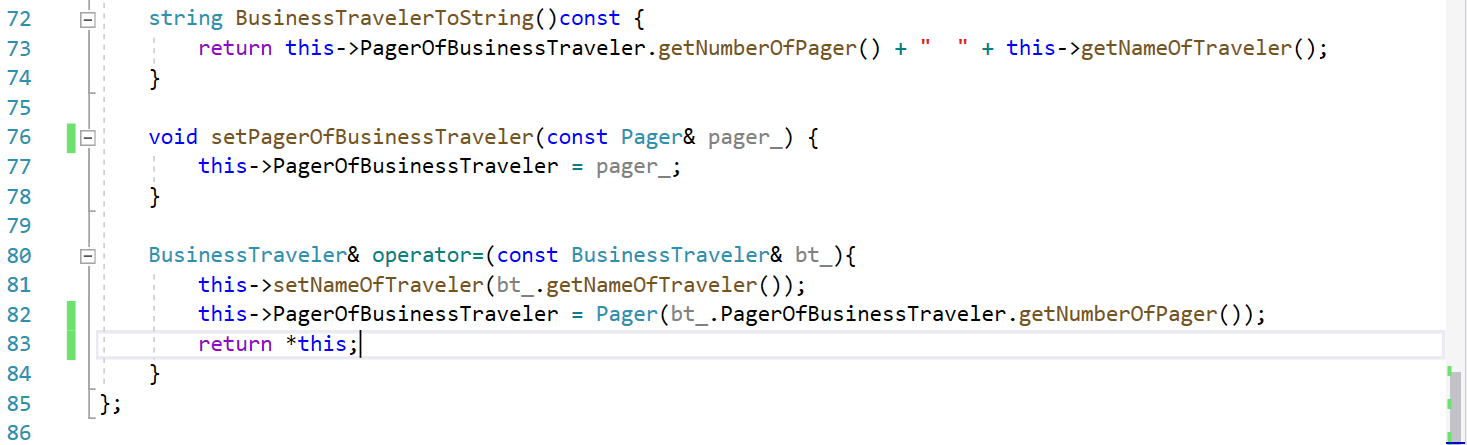 72 string BusinessTravelerToString()const {
73 return this->PagerOfBusinessTraveler.getNumberOfPager() + "  " + this->getNameOfTraveler();
74 }
75
76 void setPagerOfBusinessTraveler(const Pager& pager_) {
77 this->PagerOfBusinessTraveler = pager_;
78 }
79
80 BusinessTraveler& operator=(const BusinessTraveler& bt_){
81 this->setNameOfTraveler(bt_.getNameOfTraveler());
82 this->PagerOfBusinessTraveler = Pager(bt_.PagerOfBusinessTraveler.getNumberOfPager());
83 return *this;
84 }
85 };
86